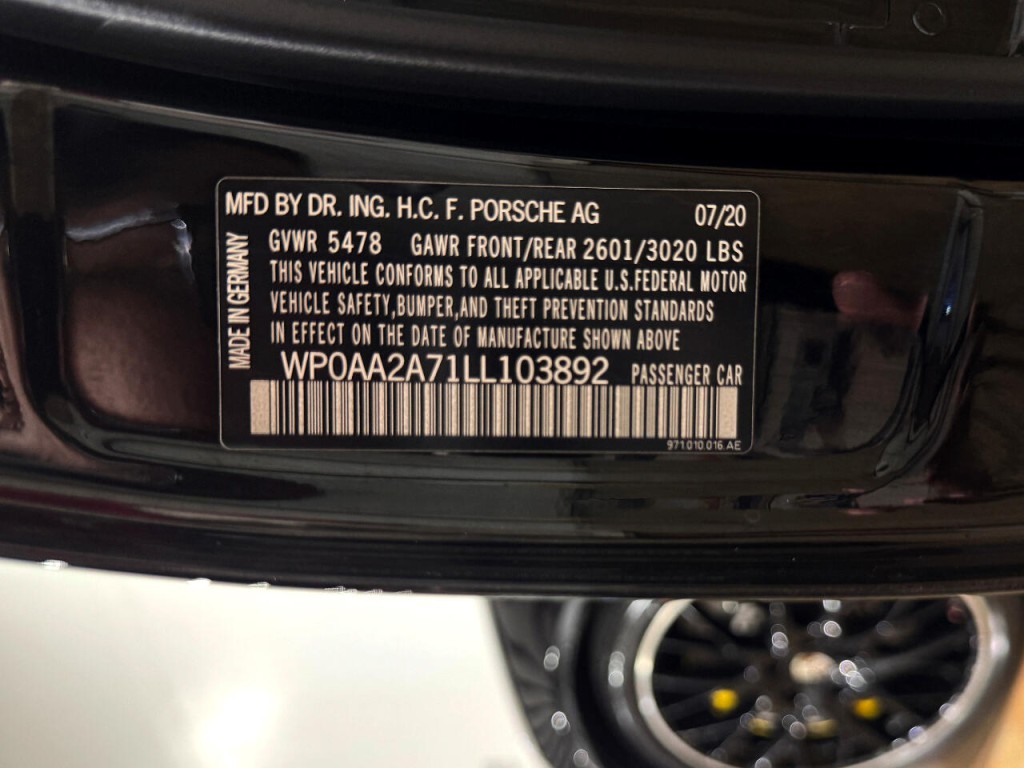 MFD BY DR. ING. H.C. F. PORSCHE AG 07/20
GVWR 5478 GAWR FRONT/REAR 2601/3020 LBS
THIS VEHICLE CONFORMS TO ALL APPLICABLE U.S.FEDERAL MOTOR
VEHICLE SAFETY,BUMPER,AND THEFT PREVENTION STANDARDS
IN EFFECT ON THE DATE OF MANUFACTURE SHOWN ABOVE
WP0AA2A71LL103892 PASSENGER CAR
971.010.016.AE
MADE IN GERMANY